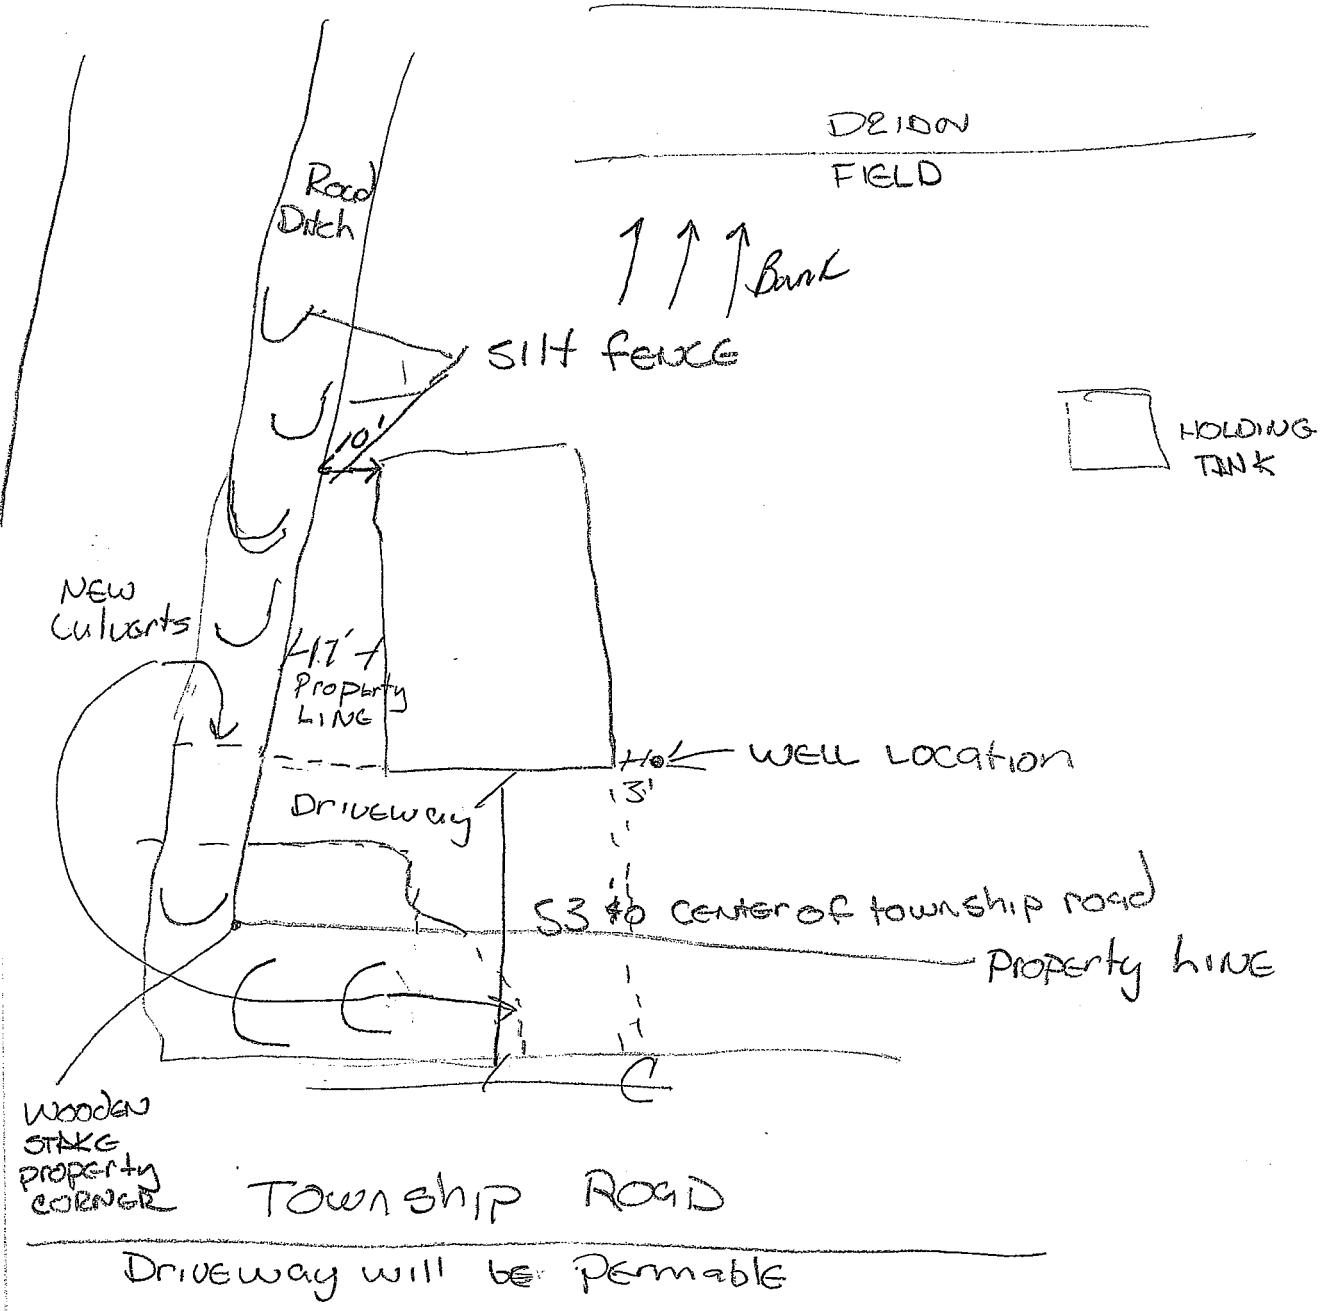 DRIDN
FIELD
Road
Ditch
Bank
Silt fence
10'
HOLDING
TANK
NEW
Culverts
17'
Property
LINE
WELL LOCATION
3'
Driveway
53 to center of township road
Property Line
WOODEN
STAKE
property
CORNER
Township Road
Driveway will be Permable